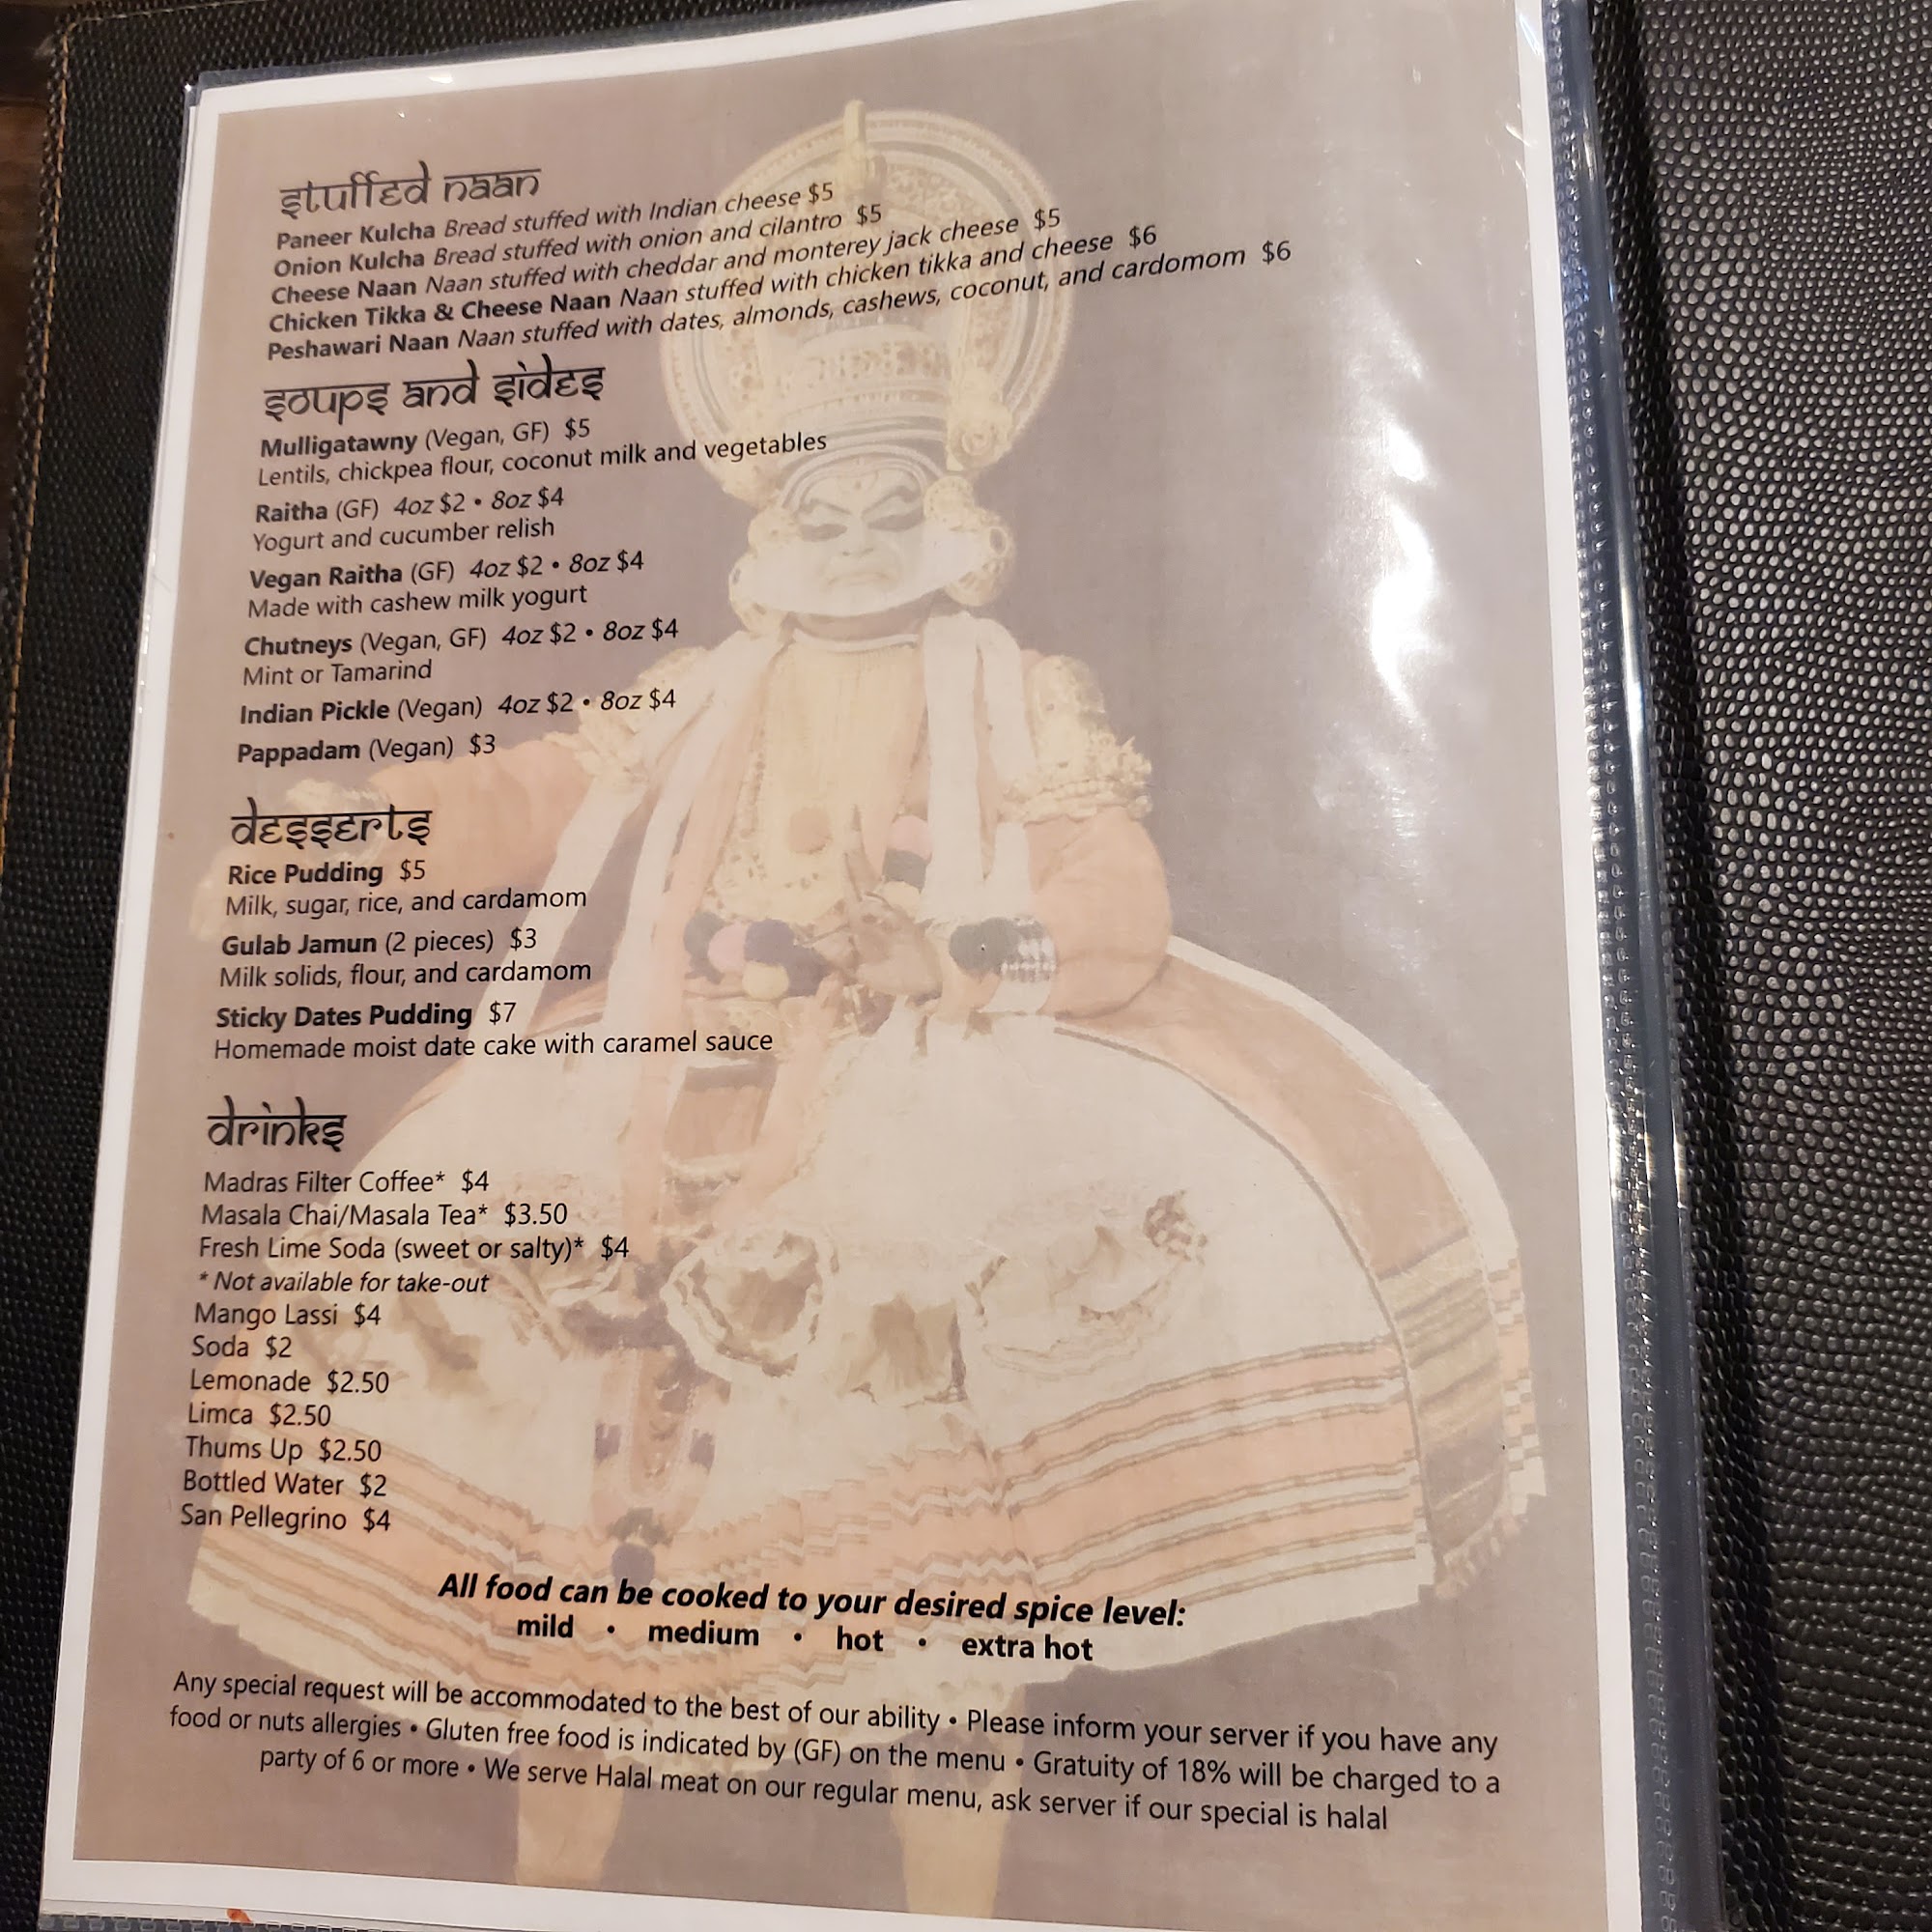 stuffed naan
Paneer Kulcha Bread stuffed with Indian cheese $5
Onion Kulcha Bread stuffed with onion and cilantro $5
Cheese Naan Naan stuffed with cheddar and monterey jack cheese $5
Chicken Tikka & Cheese Naan Naan stuffed with chicken tikka and cheese $6
Peshawari Naan Naan stuffed with dates, almonds, cashews, coconut, and cardomom $6
soups and sides
Mulligatawny (Vegan, GF) $5
Lentils, chickpea flour, coconut milk and vegetables
Raitha (GF) 4oz $2 • 8oz $4
Yogurt and cucumber relish
Vegan Raitha (GF) 4oz $2 • 8oz $4
Made with cashew milk yogurt
Chutneys (Vegan, GF) 4oz $2 • 8oz $4
Mint or Tamarind
Indian Pickle (Vegan) 4oz $2 • 8oz $4
Pappadam (Vegan) $3
desserts
Rice Pudding $5
Milk, sugar, rice, and cardamom
Gulab Jamun (2 pieces) $3
Milk solids, flour, and cardamom
Sticky Dates Pudding $7
Homemade moist date cake with caramel sauce
drinks
Madras Filter Coffee* $4
Masala Chai/Masala Tea* $3.50
Fresh Lime Soda (sweet or salty)* $4
* Not available for take-out
Mango Lassi $4
Soda $2
Lemonade $2.50
Limca $2.50
Thums Up $2.50
Bottled Water $2
San Pellegrino $4
All food can be cooked to your desired spice level:
mild • medium • hot • extra hot
Any special request will be accommodated to the best of our ability • Please inform your server if you have any
food or nuts allergies • Gluten free food is indicated by (GF) on the menu • Gratuity of 18% will be charged to a
party of 6 or more • We serve Halal meat on our regular menu, ask server if our special is halal